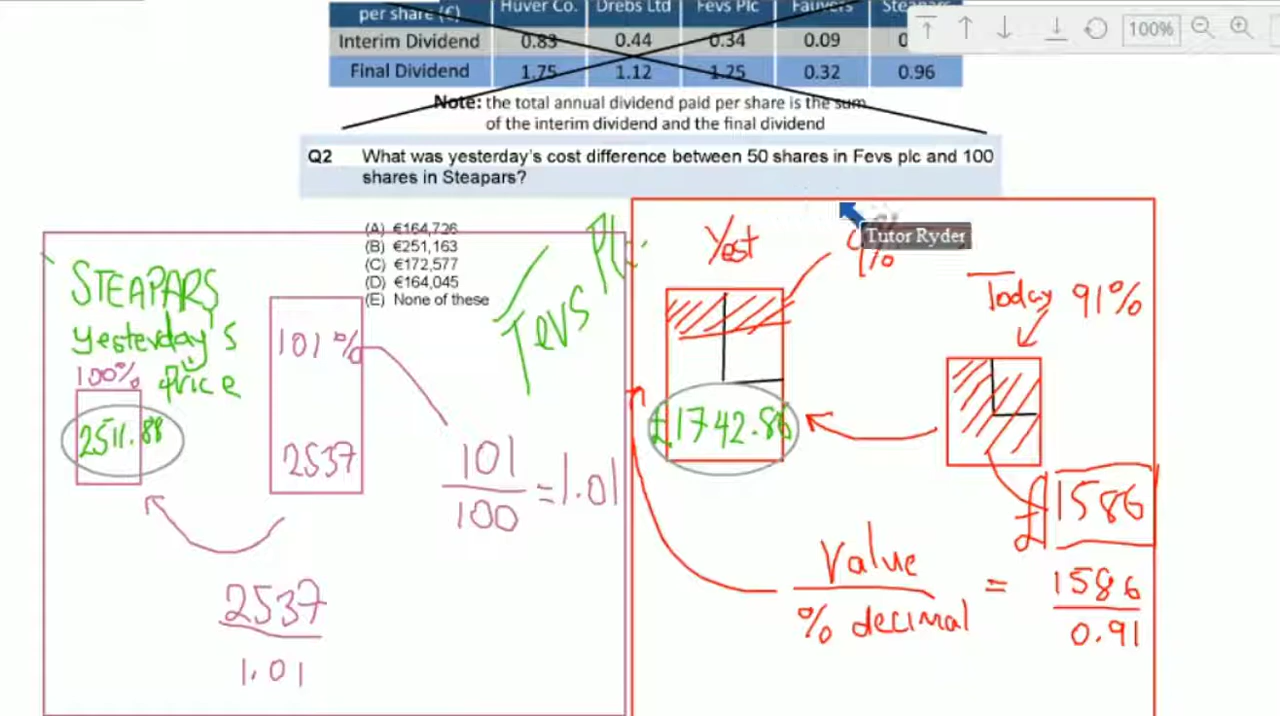 per share (€) Huver Co. Drebs Ltd Fevs Plc Fauvers
Interim Dividend 0.83 0.44 0.34 0.09
Final Dividend 1.75 1.12 1.25 0.32 0.96
100%
Note: the total annual dividend paid per share is the sum
of the interim dividend and the final dividend
Q2 What was yesterday's cost difference between 50 shares in Fevs plc and 100
shares in Steapars?
(A) €164,726
(B) €251,163
(C) €172,577
(D) €164,045
(E) None of these
STEAPARS
yesterday's
price
100%
2511.88
101%
2537
101
100
=1.01
2537
1.01
Fevs
Yest
9%
Tutor Ryder
Today 91%
£1742.86
£1586
Value
% decimal
=
1586
0.91